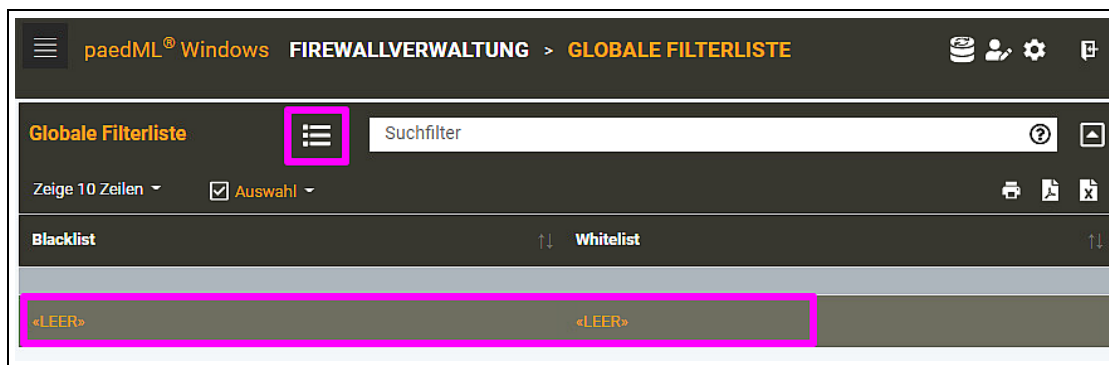 paedML® Windows FIREWALLVERWALTUNG > GLOBALE FILTERLISTE
Globale Filterliste Suchfilter
Zeige 10 Zeilen Auswahl
Blacklist Whitelist
«LEER» «LEER»